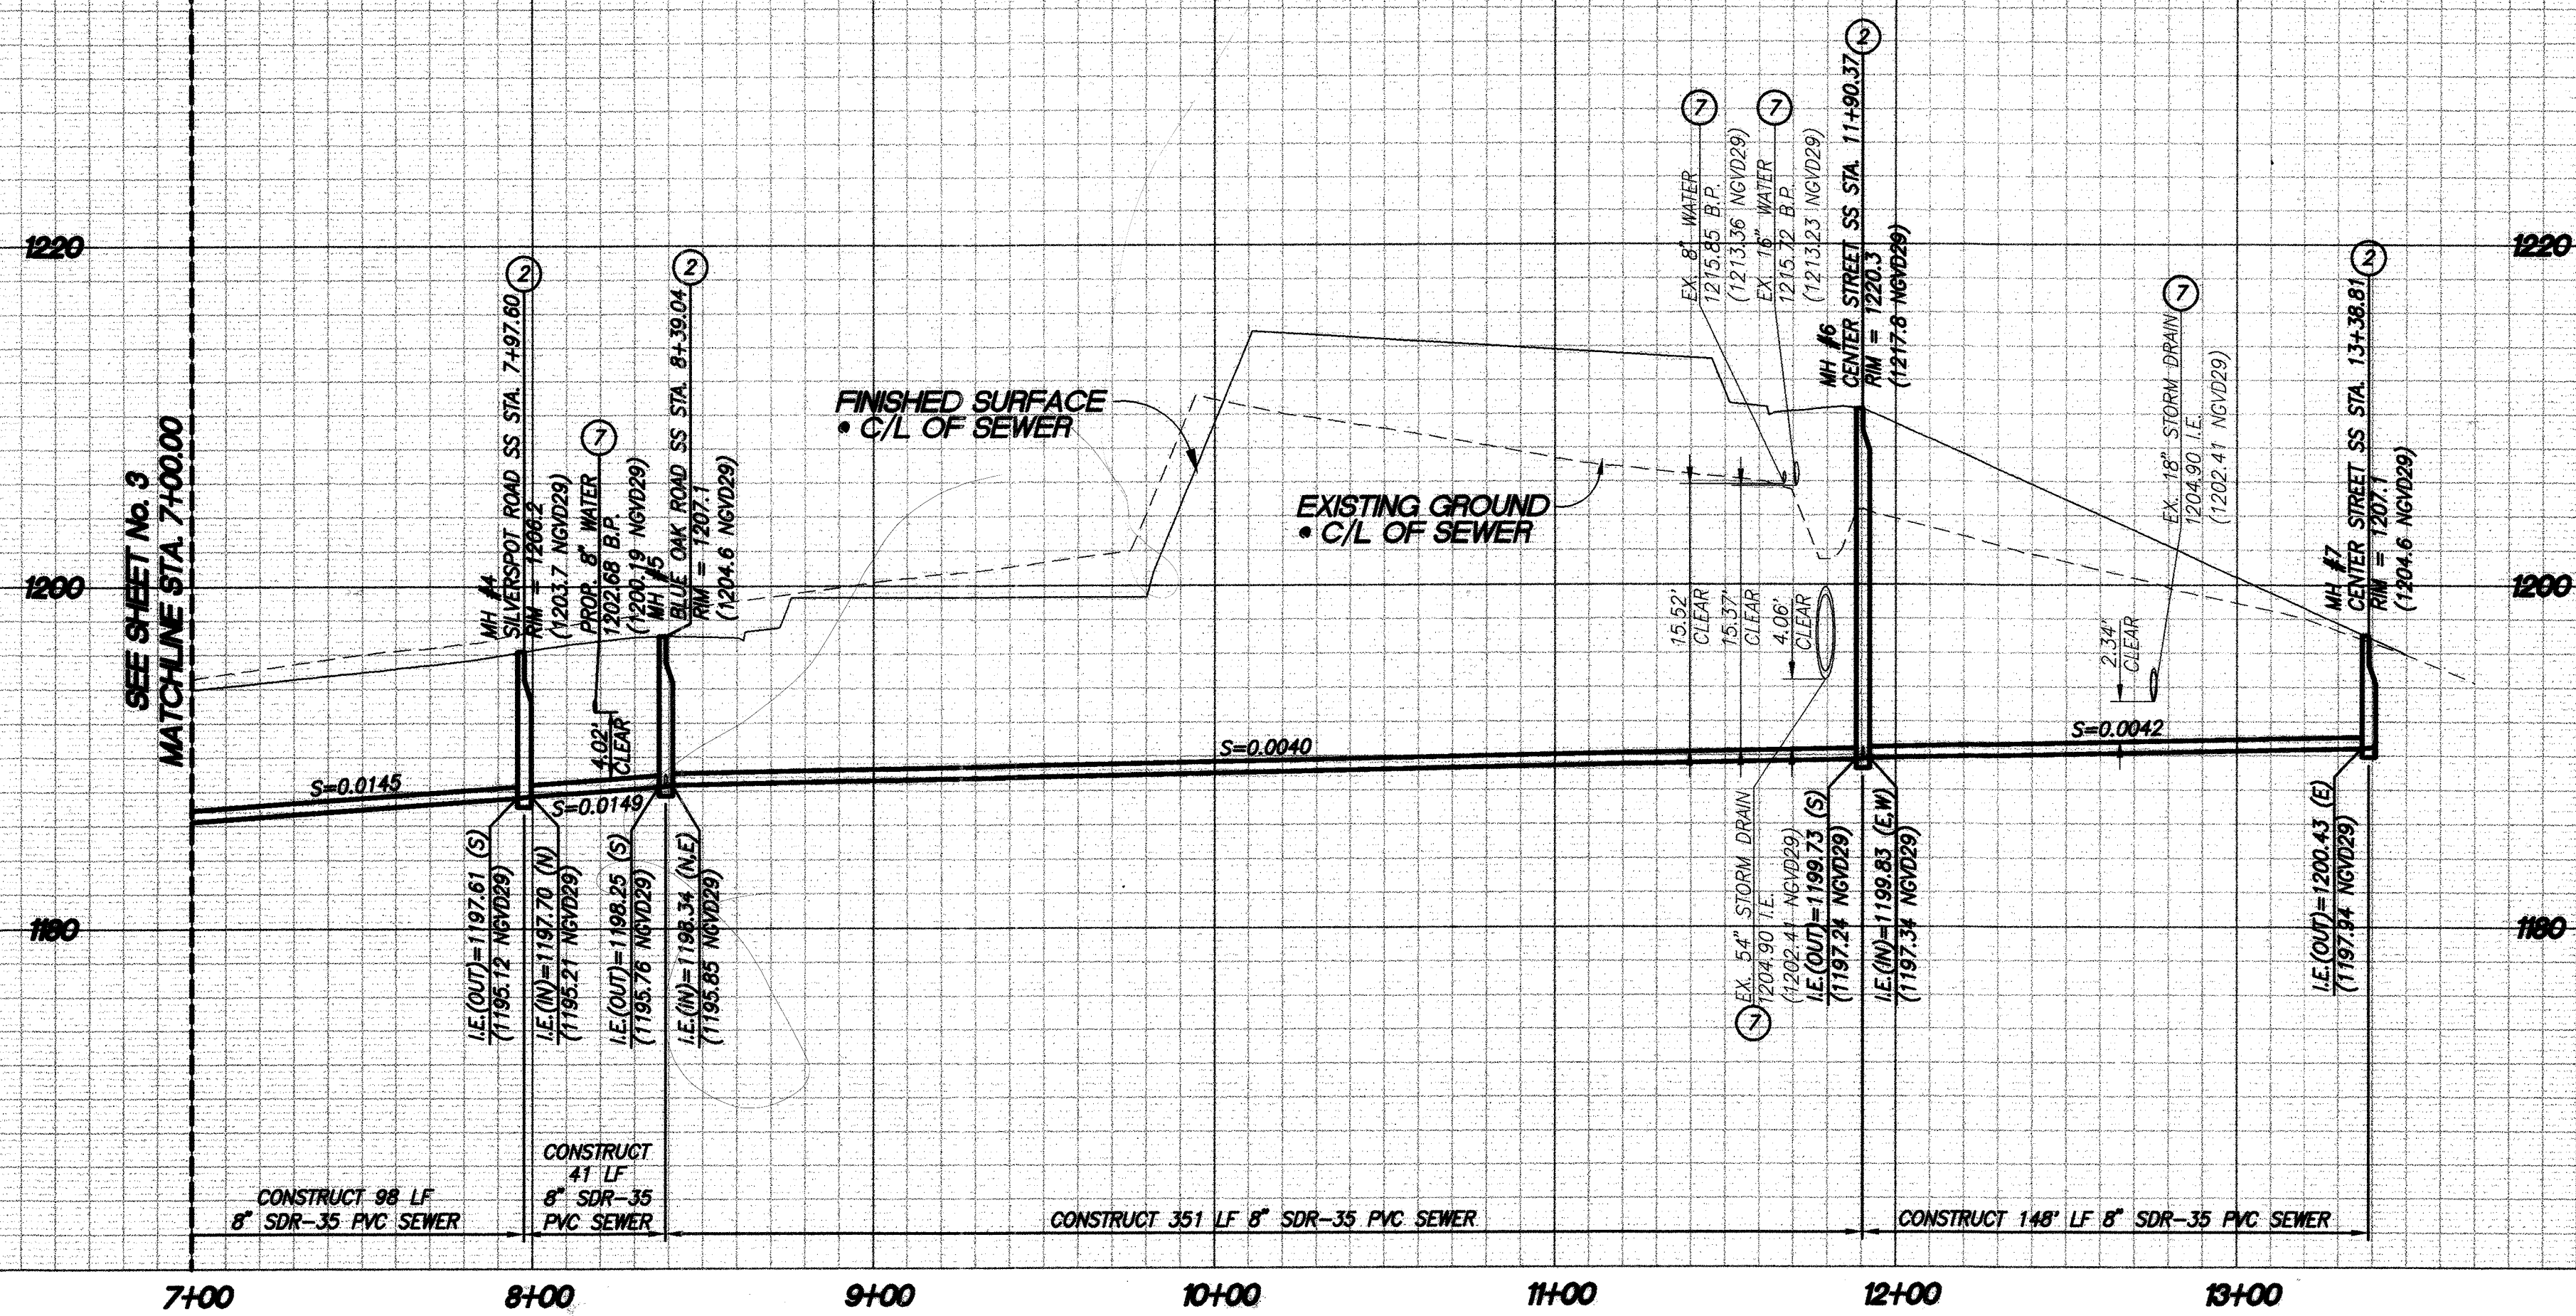 1220
1200
1180
1220
1200
1180
SEE SHEET No. 3
MATCHLINE STA. 7+00.00
2
MH #4
SILVERSPOT ROAD SS STA. 7+97.60
RIM = 1206.2
(1203.7 NGVD29)
7
PROP. 8" WATER
1202.68 B.P.
(1200.19 NGVD29)
2
MH #5
BLUE OAK ROAD SS STA. 8+39.04
RIM = 1207.1
(1204.6 NGVD29)
4.02'
CLEAR
FINISHED SURFACE
• C/L OF SEWER
EXISTING GROUND
• C/L OF SEWER
7
EX. 8" WATER
1215.85 B.P.
(1213.36 NGVD29)
7
EX 16" WATER
1215.72 B.P.
(1213.23 NGVD29)
2
MH #6
CENTER STREET SS STA. 11+90.37
RIM = 1220.3
(1217.8 NGVD29)
15.52'
CLEAR
15.37'
CLEAR
4.06'
CLEAR
7
EX. 18" STORM DRAIN
1204.90 I.E.
(1202.41 NGVD29)
2.34'
CLEAR
2
MH #7
CENTER STREET SS STA. 13+38.81
RIM = 1207.1
(1204.6 NGVD29)
S=0.0145
S=0.0149
S=0.0040
S=0.0042
I.E.(OUT)=1197.61 (S)
(1195.12 NGVD29)
I.E.(IN)=1197.70 (N)
(1195.21 NGVD29)
I.E.(OUT)=1198.25 (S)
(1195.76 NGVD29)
I.E.(IN)=1198.34 (N,E)
(1195.85 NGVD29)
7
EX. 54" STORM DRAIN
1204.90 I.E.
(1202.41 NGVD29)
I.E.(OUT)=1199.73 (S)
(1197.24 NGVD29)
I.E.(IN)=1199.83 (E,W)
(1197.34 NGVD29)
I.E.(OUT)=1200.43 (E)
(1197.94 NGVD29)
CONSTRUCT 98 LF
8" SDR-35 PVC SEWER
CONSTRUCT
41 LF
8" SDR-35
PVC SEWER
CONSTRUCT 351 LF 8" SDR-35 PVC SEWER
CONSTRUCT 148' LF 8" SDR-35 PVC SEWER
7+00
8+00
9+00
10+00
11+00
12+00
13+00